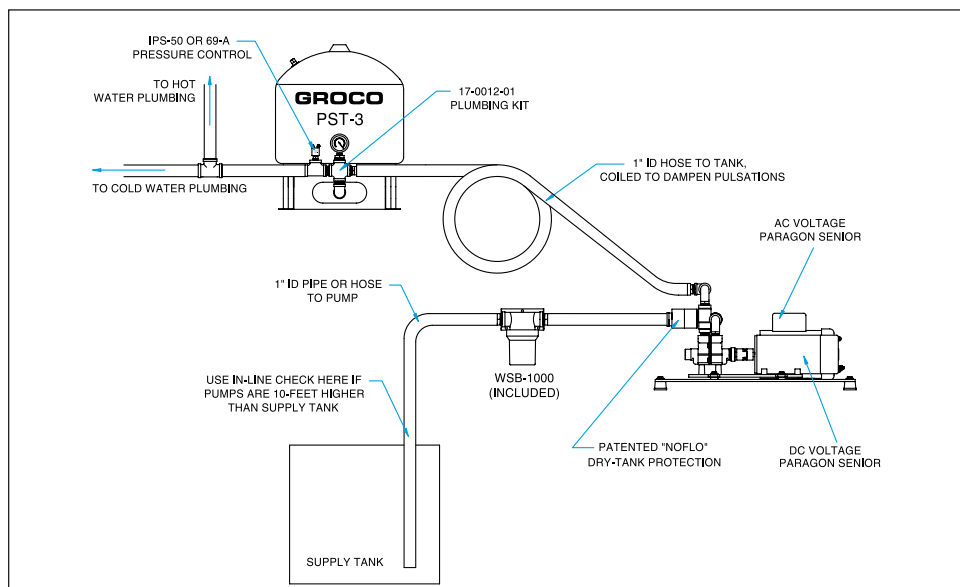 IPS-50 OR 69-A
PRESSURE CONTROL
TO HOT
WATER PLUMBING
GROCO
PST-3
17-0012-01
PLUMBING KIT
1" ID HOSE TO TANK,
COILED TO DAMPEN PULSATIONS
TO COLD WATER PLUMBING
AC VOLTAGE
PARAGON SENIOR
1" ID PIPE OR HOSE
TO PUMP
WSB-1000
(INCLUDED)
USE IN-LINE CHECK HERE IF
PUMPS ARE 10-FEET HIGHER
THAN SUPPLY TANK
PATENTED "NOFLO"
DRY-TANK PROTECTION
DC VOLTAGE
PARAGON SENIOR
SUPPLY TANK